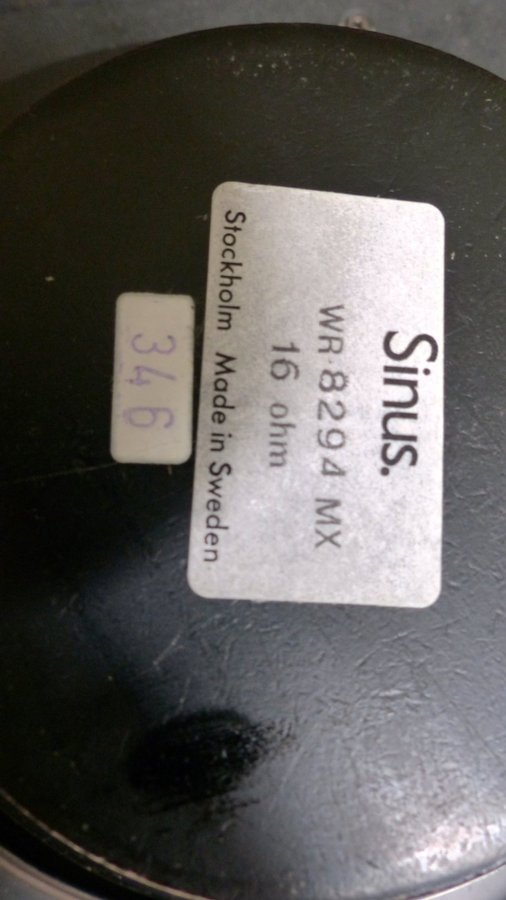 Sinus.
WR·8294 MX
16 ohm
Stockholm Made in Sweden
346